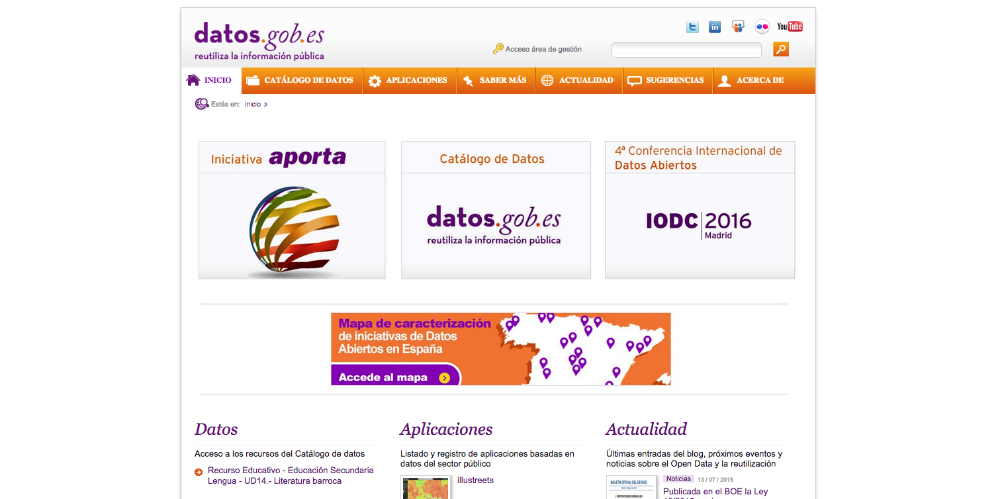 datos.gob.es
reutiliza la información pública
You Tube
Acceso área de gestión
INICIO
CATÁLOGO DE DATOS
APLICACIONES
SABER MÁS
ACTUALIDAD
SUGERENCIAS
ACERCA DE
Estás en: inicio »
Iniciativa aporta
Catálogo de Datos
datos.gob.es
reutiliza la información pública
4ª Conferencia Internacional de
Datos Abiertos
IODC 2016
Madrid
Mapa de caracterización
de iniciativas de Datos
Abiertos en España
Accede al mapa
Datos
Acceso a los recursos del Catálogo de datos
Recurso Educativo - Educación Secundaria
Lengua - UD14.- Literatura barroca
Aplicaciones
Listado y registro de aplicaciones basadas en
datos del sector público
illustreets
Actualidad
Últimas entradas del blog, próximos eventos y
noticias sobre el Open Data y la reutilización
BOLETÍN OFICIAL DEL ESTADO
I. DISPOSICIONES GENERALES
Noticias 13 / 07 / 2015
Publicada en el BOE la Ley